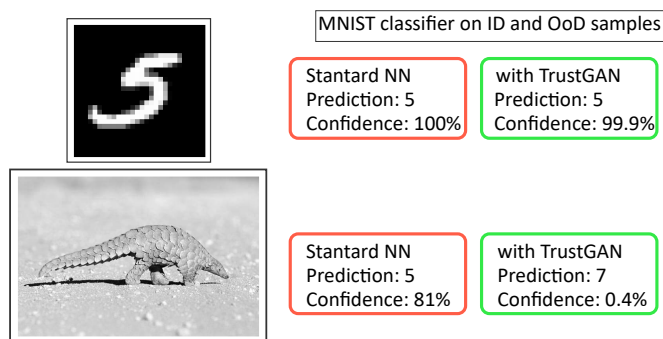 MNIST classifier on ID and OoD samples
Stantard NN
Prediction: 5
Confidence: 100%
with TrustGAN
Prediction: 5
Confidence: 99.9%
Stantard NN
Prediction: 5
Confidence: 81%
with TrustGAN
Prediction: 7
Confidence: 0.4%
5